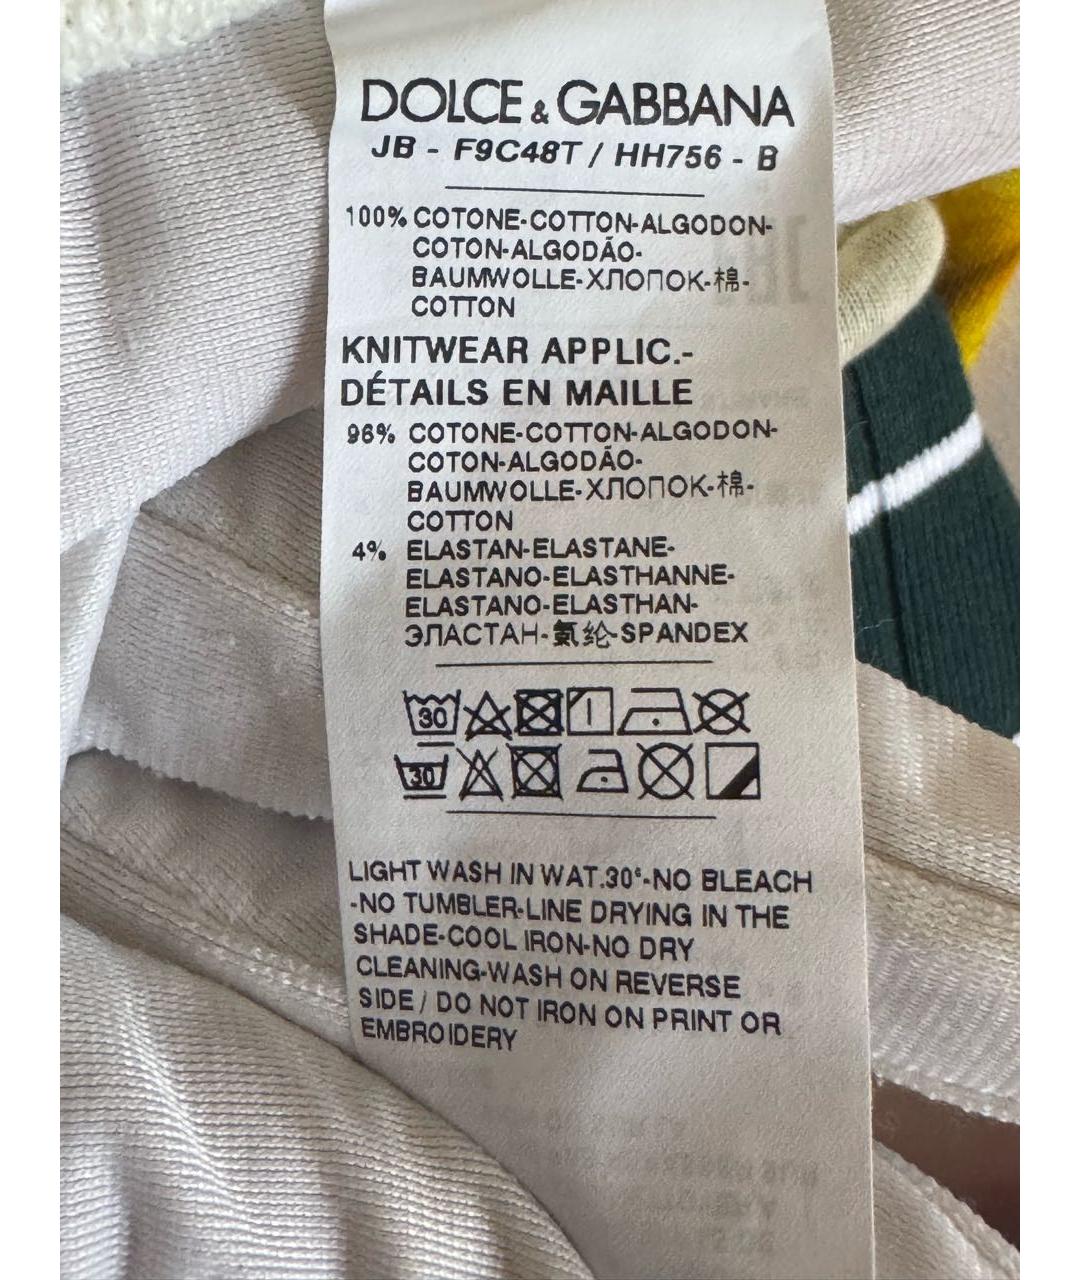 DOLCE & GABBANA
JB - F9C48T / HH756 - B
100% COTONE-COTTON-ALGODON-
COTON-ALGODÃO-
BAUMWOLLE-ХЛОПОК-棉-
COTTON
KNITWEAR APPLIC.-
DÉTAILS EN MAILLE
96% COTONE-COTTON-ALGODON-
COTON-ALGODÃO-
BAUMWOLLE-ХЛОПОК-棉-
COTTON
4% ELASTAN-ELASTANE-
ELASTANO-ELASTHANNE-
ELASTANO-ELASTHAN-
ЭЛАСТАН-氨纶-SPANDEX
30
30
LIGHT WASH IN WAT.30°-NO BLEACH
-NO TUMBLER-LINE DRYING IN THE
SHADE-COOL IRON-NO DRY
CLEANING-WASH ON REVERSE
SIDE / DO NOT IRON ON PRINT OR
EMBROIDERY